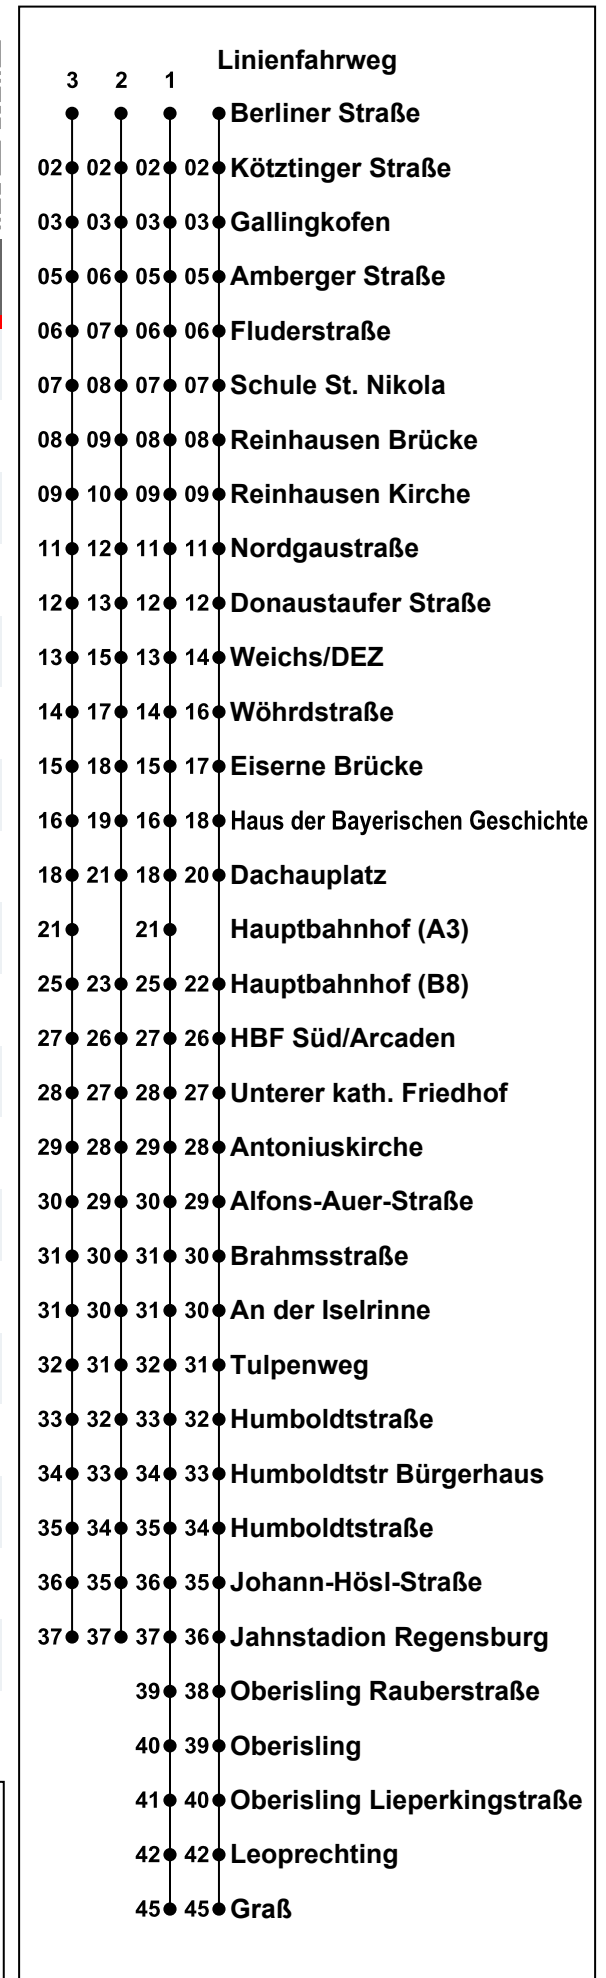 Linienfahrweg
3 2 1
Berliner Straße
02 02 02 02 Kötztinger Straße
03 03 03 03 Gallingkofen
05 06 05 05 Amberger Straße
06 07 06 06 Fluderstraße
07 08 07 07 Schule St. Nikola
08 09 08 08 Reinhausen Brücke
09 10 09 09 Reinhausen Kirche
11 12 11 11 Nordgaustraße
12 13 12 12 Donaustaufer Straße
13 15 13 14 Weichs/DEZ
14 17 14 16 Wöhrdstraße
15 18 15 17 Eiserne Brücke
16 19 16 18 Haus der Bayerischen Geschichte
18 21 18 20 Dachauplatz
21 21 Hauptbahnhof (A3)
25 23 25 22 Hauptbahnhof (B8)
27 26 27 26 HBF Süd/Arcaden
28 27 28 27 Unterer kath. Friedhof
29 28 29 28 Antoniuskirche
30 29 30 29 Alfons-Auer-Straße
31 30 31 30 Brahmsstraße
31 30 31 30 An der Iselrinne
32 31 32 31 Tulpenweg
33 32 33 32 Humboldtstraße
34 33 34 33 Humboldtstr Bürgerhaus
35 34 35 34 Humboldtstraße
36 35 36 35 Johann-Hösl-Straße
37 37 37 36 Jahnstadion Regensburg
39 38 Oberisling Rauberstraße
40 39 Oberisling
41 40 Oberisling Lieperkingstraße
42 42 Leoprechting
45 45 Graß